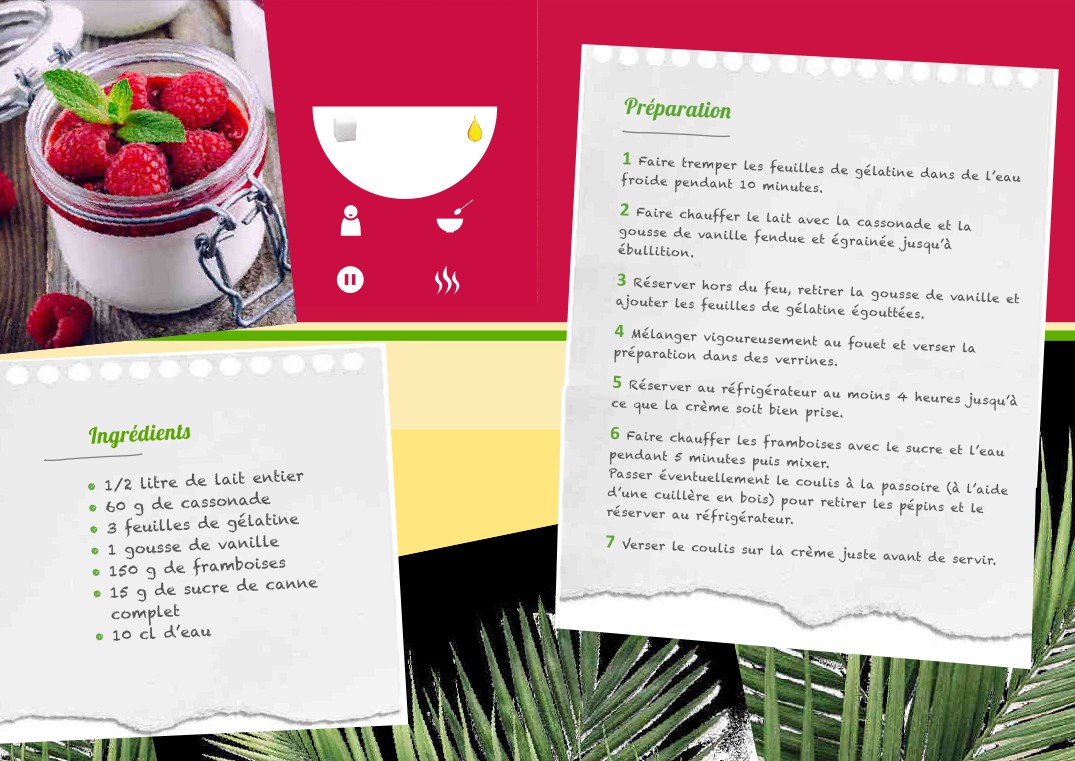 Ingrédients
1/2 litre de lait entier
60 g de cassonade
3 feuilles de gélatine
1 gousse de vanille
150 g de framboises
15 g de sucre de canne
complet
10 cl d'eau
Préparation
1 Faire tremper les feuilles de gélatine dans de l'eau
froide pendant 10 minutes.
2 Faire chauffer le lait avec la cassonade et la
gousse de vanille fendue et égrainée jusqu'à
ébullition.
3 Réserver hors du feu, retirer la gousse de vanille et
ajouter les feuilles de gélatine égouttées.
4 Mélanger vigoureusement au fouet et verser la
préparation dans des verrines.
5 Réserver au réfrigérateur au moins 4 heures jusqu'à
ce que la crème soit bien prise.
6 Faire chauffer les framboises avec le sucre et l'eau
pendant 5 minutes puis mixer.
Passer éventuellement le coulis à la passoire (à l'aide
d'une cuillère en bois) pour retirer les pépins et le
réserver au réfrigérateur.
7 Verser le coulis sur la crème juste avant de servir.